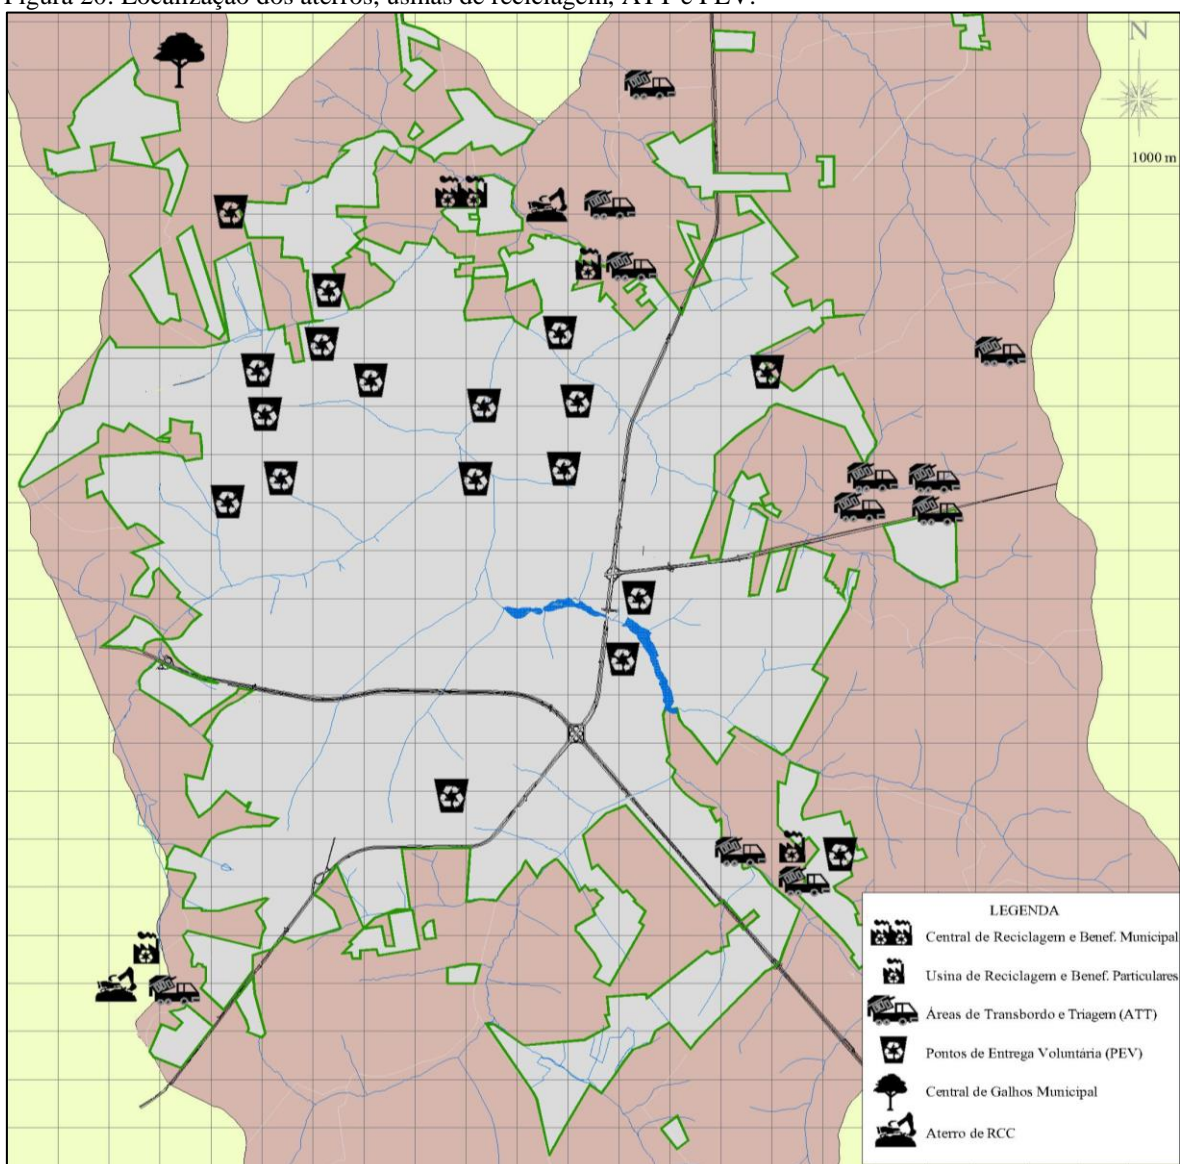 Figura 20: Localização dos aterros, usinas de reciclagem, ATT e PEV.
N
1000 m
LEGENDA
Central de Reciclagem e Benef. Municipal
Usina de Reciclagem e Benef. Particulares
Áreas de Transbordo e Triagem (ATT)
Pontos de Entrega Voluntária (PEV)
Central de Galhos Municipal
Aterro de RCC